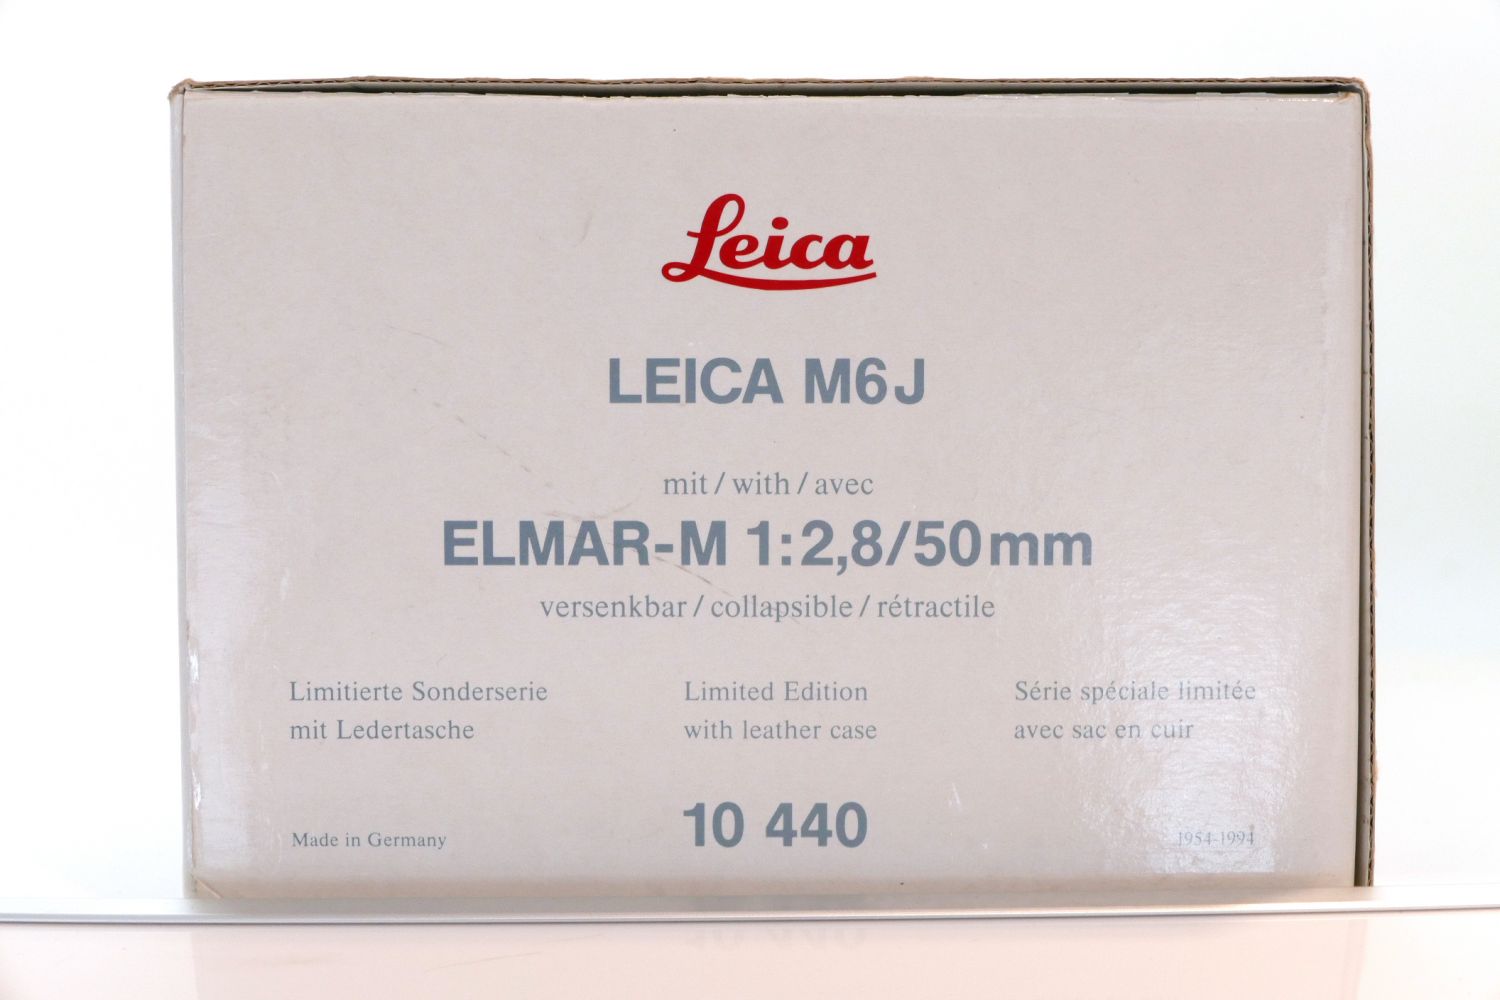 Leica
LEICA M6J
mit / with / avec
ELMAR-M 1:2,8/50mm
versenkbar / collapsible / rétractile
Limitierte Sonderserie
mit Ledertasche
Limited Edition
with leather case
Série spéciale limitée
avec sac en cuir
Made in Germany
10 440
1954-1994